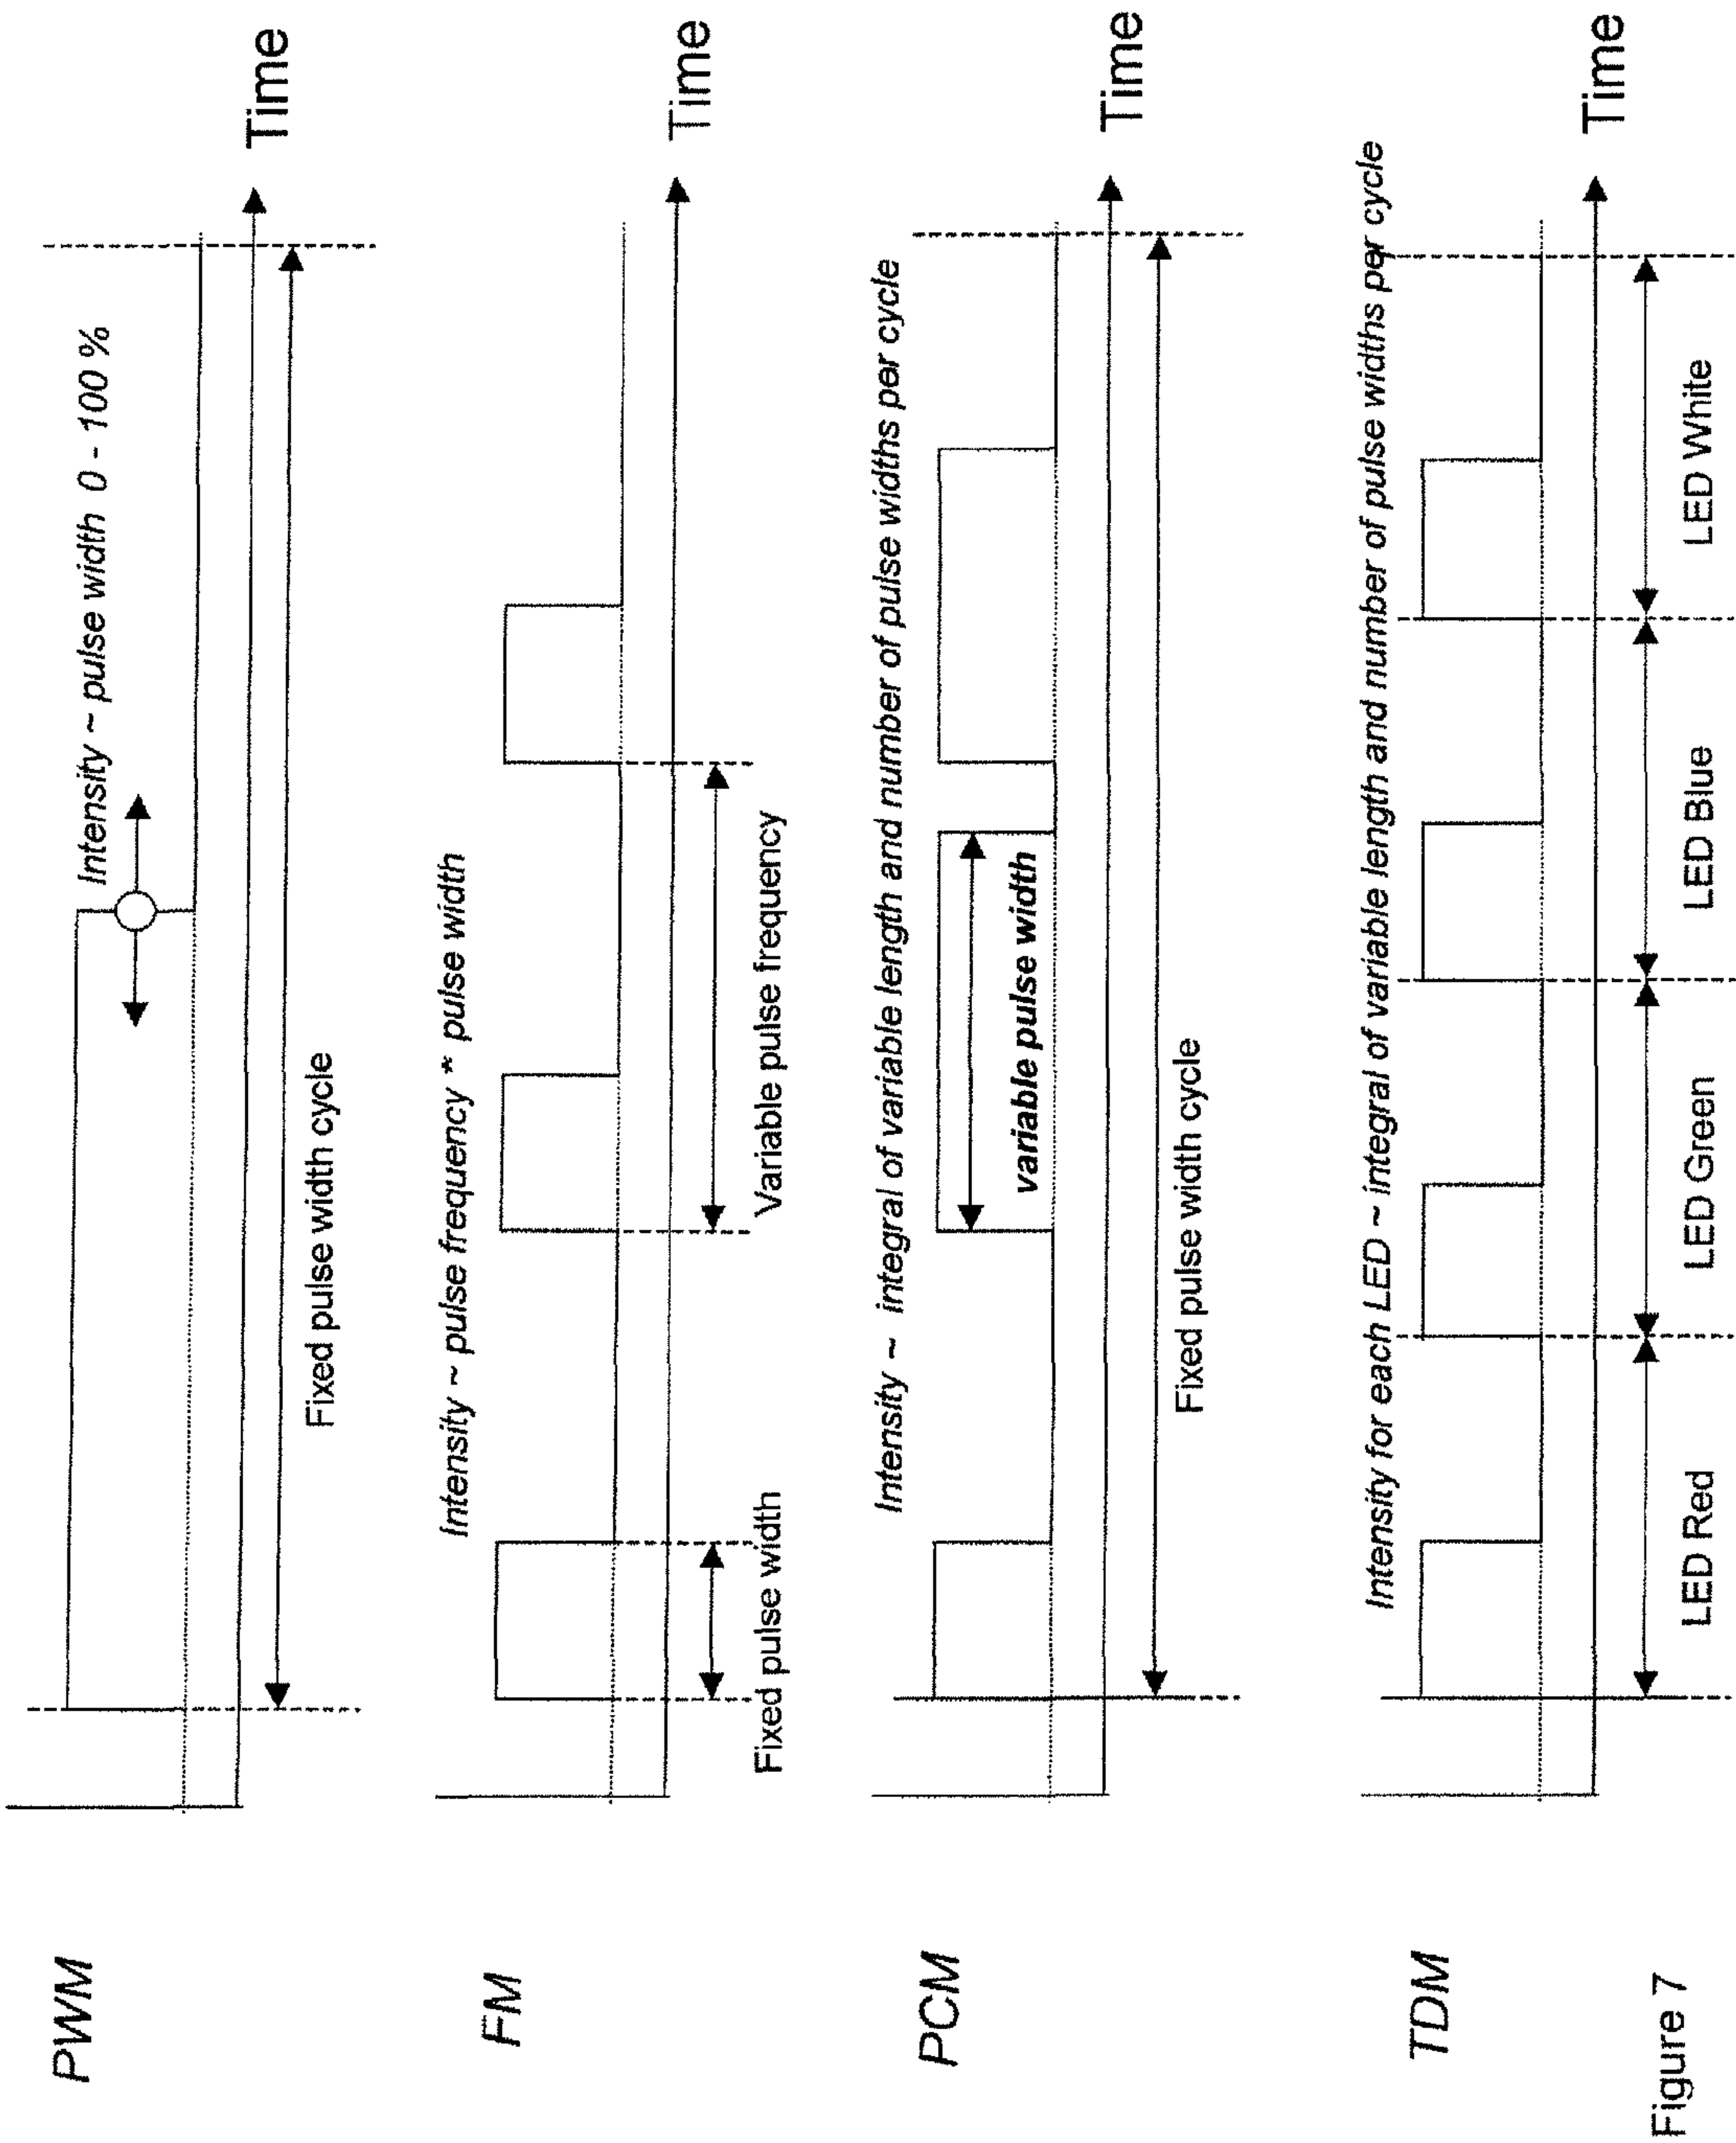 PWM
Intensity ~ pulse width 0 - 100 %
Time
Fixed pulse width cycle
FM
Intensity ~ pulse frequency * pulse width
Time
Fixed pulse width
Variable pulse frequency
PCM
Intensity ~ integral of variable length and number of pulse widths per cycle
variable pulse width
Time
Fixed pulse width cycle
TDM
Intensity for each LED ~ integral of variable length and number of pulse widths per cycle
Time
LED Red
LED Green
LED Blue
LED White
Figure 7